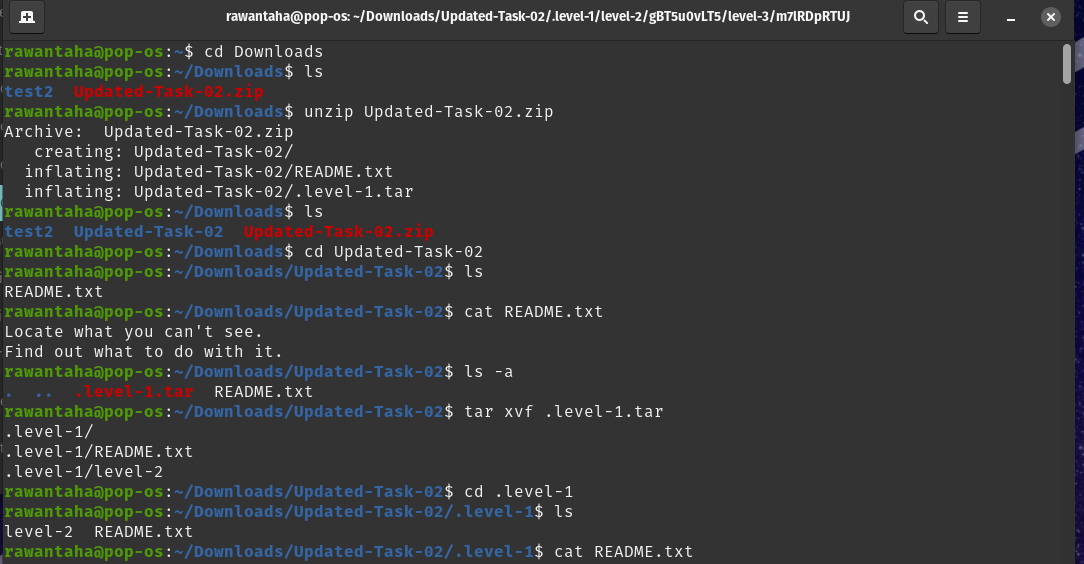 rawantaha@pop-os: ~/Downloads/Updated-Task-02/.level-1/level-2/gBT5u0vLT5/level-3/m7lRDpRTUJ
rawantaha@pop-os:~$ cd Downloads
rawantaha@pop-os:~/Downloads$ ls
test2  Updated-Task-02.zip
rawantaha@pop-os:~/Downloads$ unzip Updated-Task-02.zip
Archive:  Updated-Task-02.zip
   creating: Updated-Task-02/
  inflating: Updated-Task-02/README.txt
  inflating: Updated-Task-02/.level-1.tar
rawantaha@pop-os:~/Downloads$ ls
test2  Updated-Task-02  Updated-Task-02.zip
rawantaha@pop-os:~/Downloads$ cd Updated-Task-02
rawantaha@pop-os:~/Downloads/Updated-Task-02$ ls
README.txt
rawantaha@pop-os:~/Downloads/Updated-Task-02$ cat README.txt
Locate what you can't see.
Find out what to do with it.
rawantaha@pop-os:~/Downloads/Updated-Task-02$ ls -a
.  ..  .level-1.tar  README.txt
rawantaha@pop-os:~/Downloads/Updated-Task-02$ tar xvf .level-1.tar
.level-1/
.level-1/README.txt
.level-1/level-2
rawantaha@pop-os:~/Downloads/Updated-Task-02$ cd .level-1
rawantaha@pop-os:~/Downloads/Updated-Task-02/.level-1$ ls
level-2  README.txt
rawantaha@pop-os:~/Downloads/Updated-Task-02/.level-1$ cat README.txt